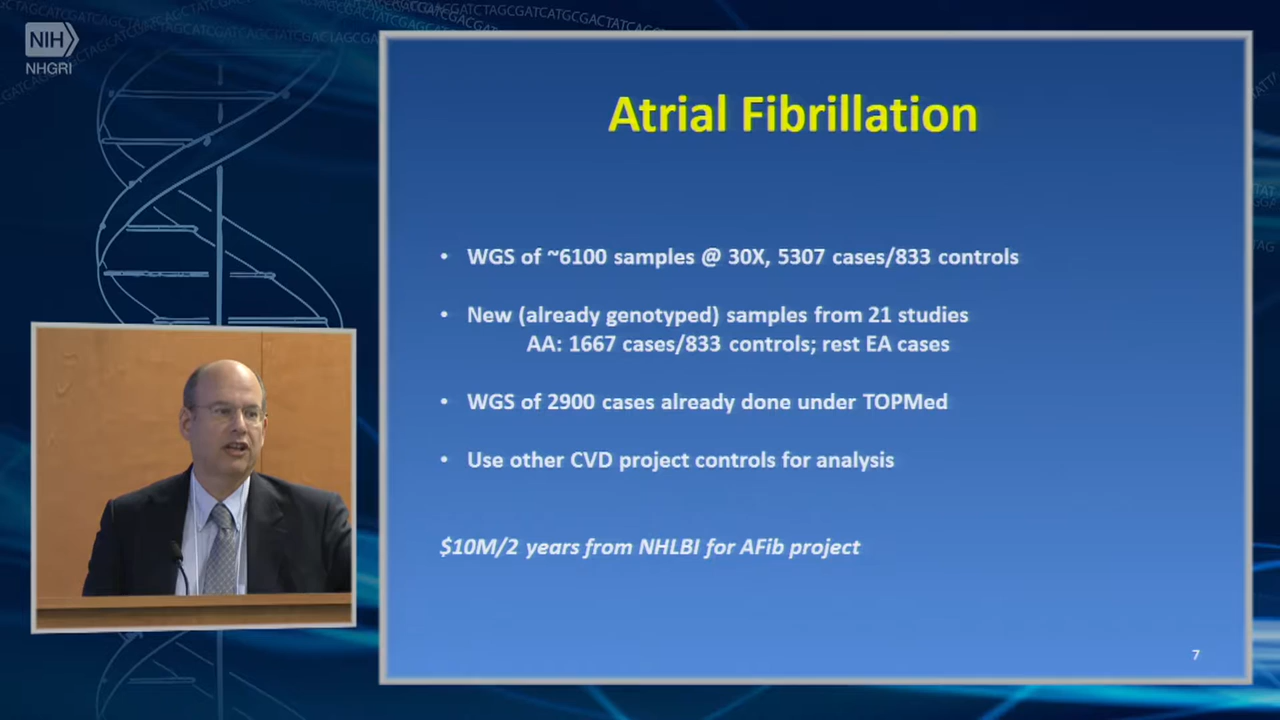 NIH
NHGRI
Atrial Fibrillation
• WGS of ~6100 samples @ 30X, 5307 cases/833 controls
• New (already genotyped) samples from 21 studies
AA: 1667 cases/833 controls; rest EA cases
• WGS of 2900 cases already done under TOPMed
• Use other CVD project controls for analysis
$10M/2 years from NHLBI for AFib project
7